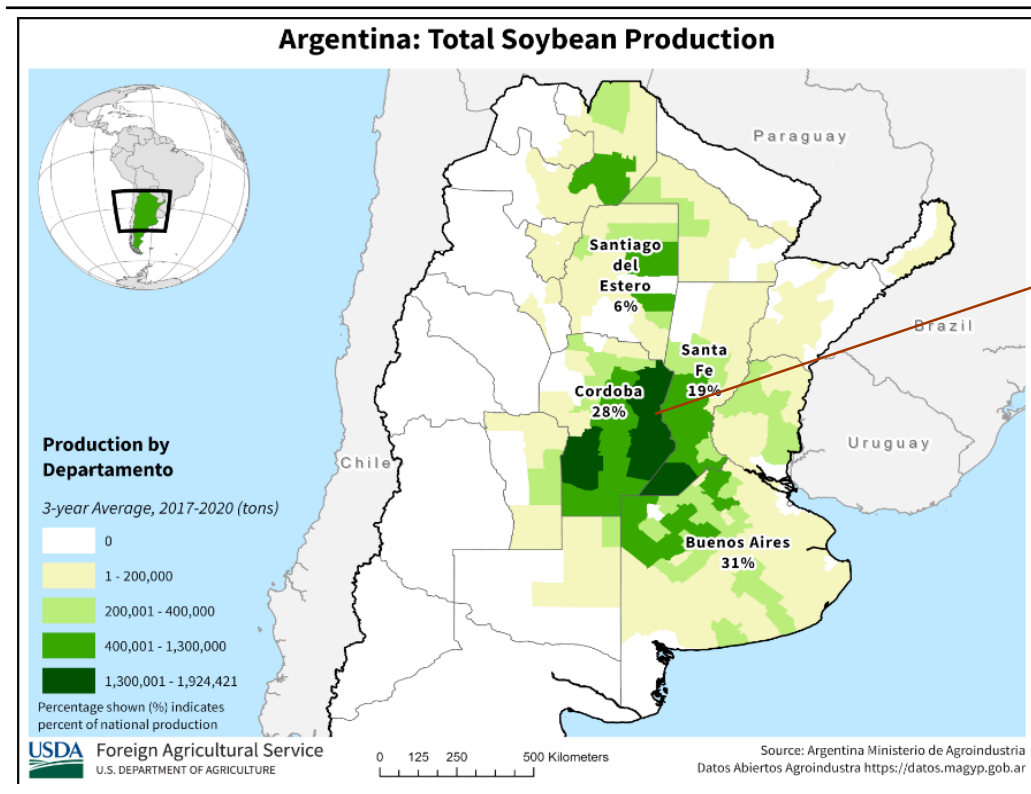 Argentina: Total Soybean Production
Paraguay
Santiago
del
Estero
6%
Brazil
Santa
Fe
19%
Cordoba
28%
Uruguay
Chile
Buenos Aires
31%
Production by
Departamento
3-year Average, 2017-2020 (tons)
0
1 - 200,000
200,001 - 400,000
400,001 - 1,300,000
1,300,001 - 1,924,421
Percentage shown (%) indicates
percent of national production
USDA Foreign Agricultural Service
U.S. DEPARTMENT OF AGRICULTURE
0 125 250 500 Kilometers
Source: Argentina Ministerio de Agroindustria
Datos Abiertos Agroindustra https://datos.magyp.gob.ar